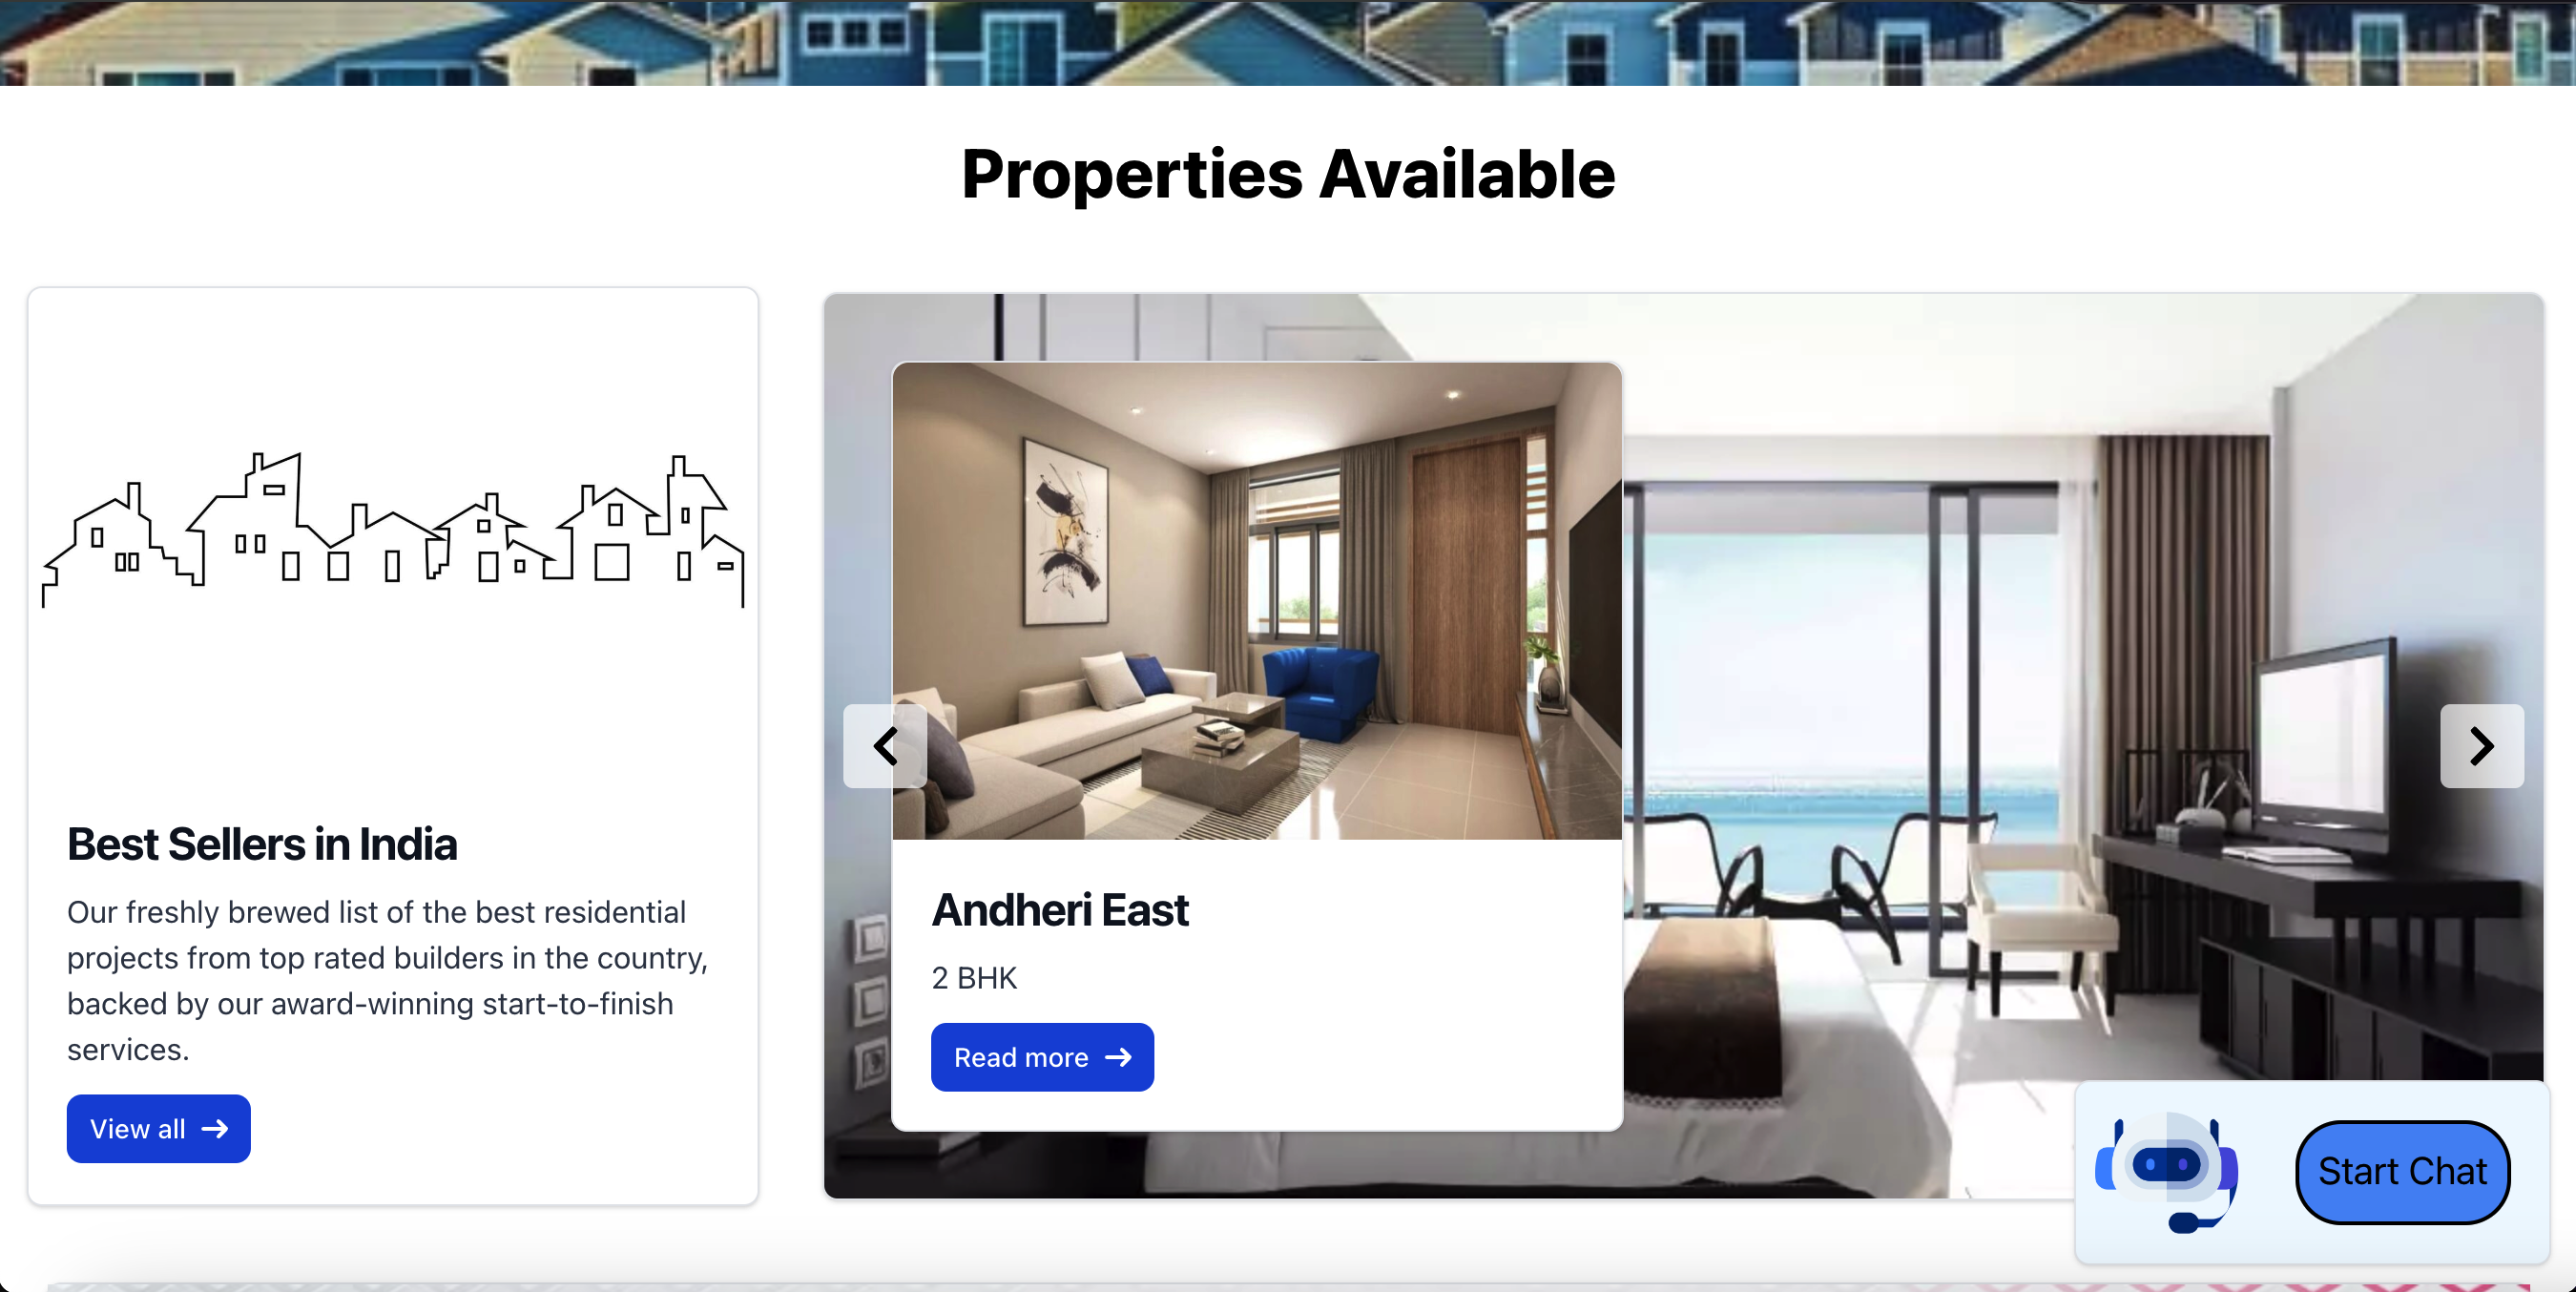 Properties Available
Best Sellers in India
Our freshly brewed list of the best residential
projects from top rated builders in the country,
backed by our award-winning start-to-finish
services.
View all
Andheri East
2 BHK
Read more
Start Chat